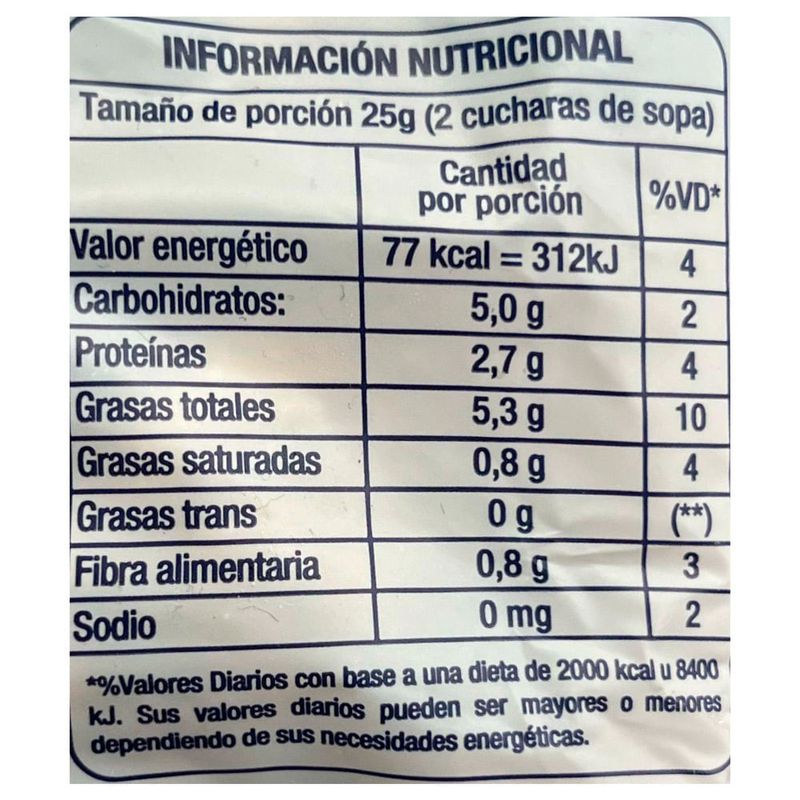 INFORMACIÓN NUTRICIONAL
Tamaño de porción 25g (2 cucharas de sopa)
Cantidad
por porción %VD*
Valor energético 77 kcal = 312kJ 4
Carbohidratos: 5,0 g 2
Proteínas 2,7 g 4
Grasas totales 5,3 g 10
Grasas saturadas 0,8 g 4
Grasas trans 0 g (**)
Fibra alimentaria 0,8 g 3
Sodio 0 mg 2
*%Valores Diarios con base a una dieta de 2000 kcal u 8400
kJ. Sus valores diarios pueden ser mayores o menores
dependiendo de sus necesidades energéticas.